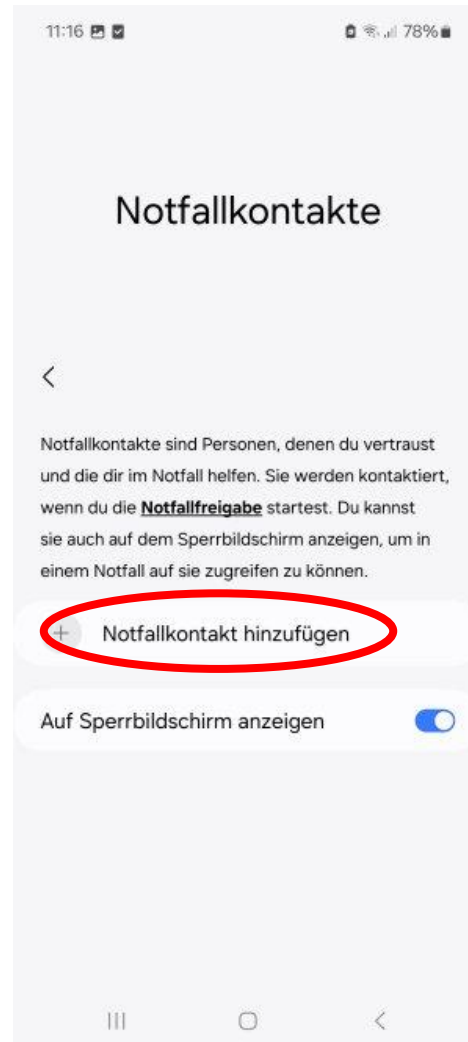 11:16 78%
Notfallkontakte
Notfallkontakte sind Personen, denen du vertraust
und die dir im Notfall helfen. Sie werden kontaktiert,
wenn du die Notfallfreigabe startest. Du kannst
sie auch auf dem Sperrbildschirm anzeigen, um in
einem Notfall auf sie zugreifen zu können.
+ Notfallkontakt hinzufügen
Auf Sperrbildschirm anzeigen